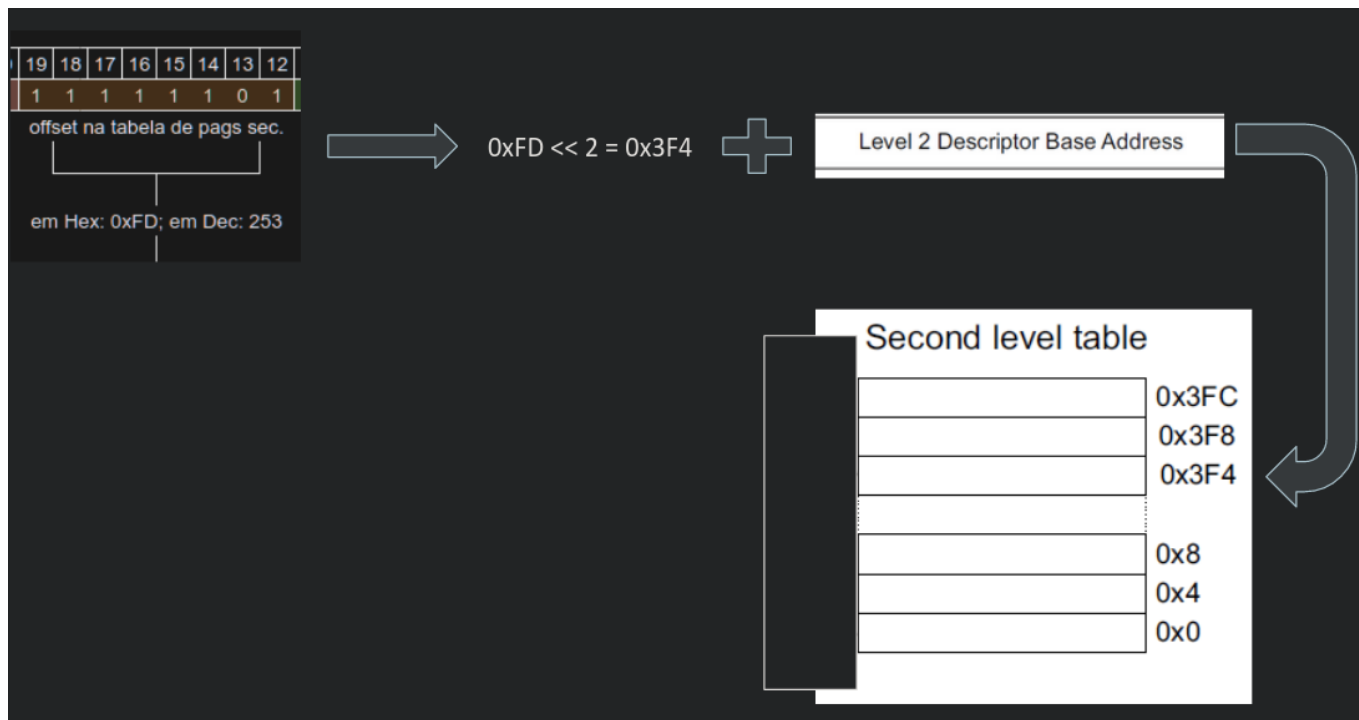 19 18 17 16 15 14 13 12
1 1 1 1 1 1 0 1
offset na tabela de pags sec.
em Hex: 0xFD; em Dec: 253
0xFD << 2 = 0x3F4
Level 2 Descriptor Base Address
Second level table
0x3FC
0x3F8
0x3F4
0x8
0x4
0x0